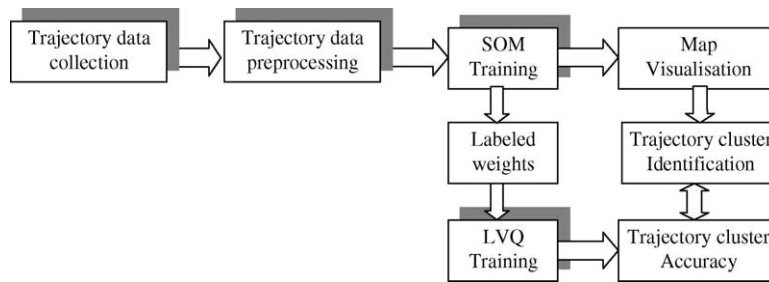 Trajectory data
collection
Trajectory data
preprocessing
SOM
Training
Map
Visualisation
Labeled
weights
Trajectory cluster
Identification
LVQ
Training
Trajectory cluster
Accuracy